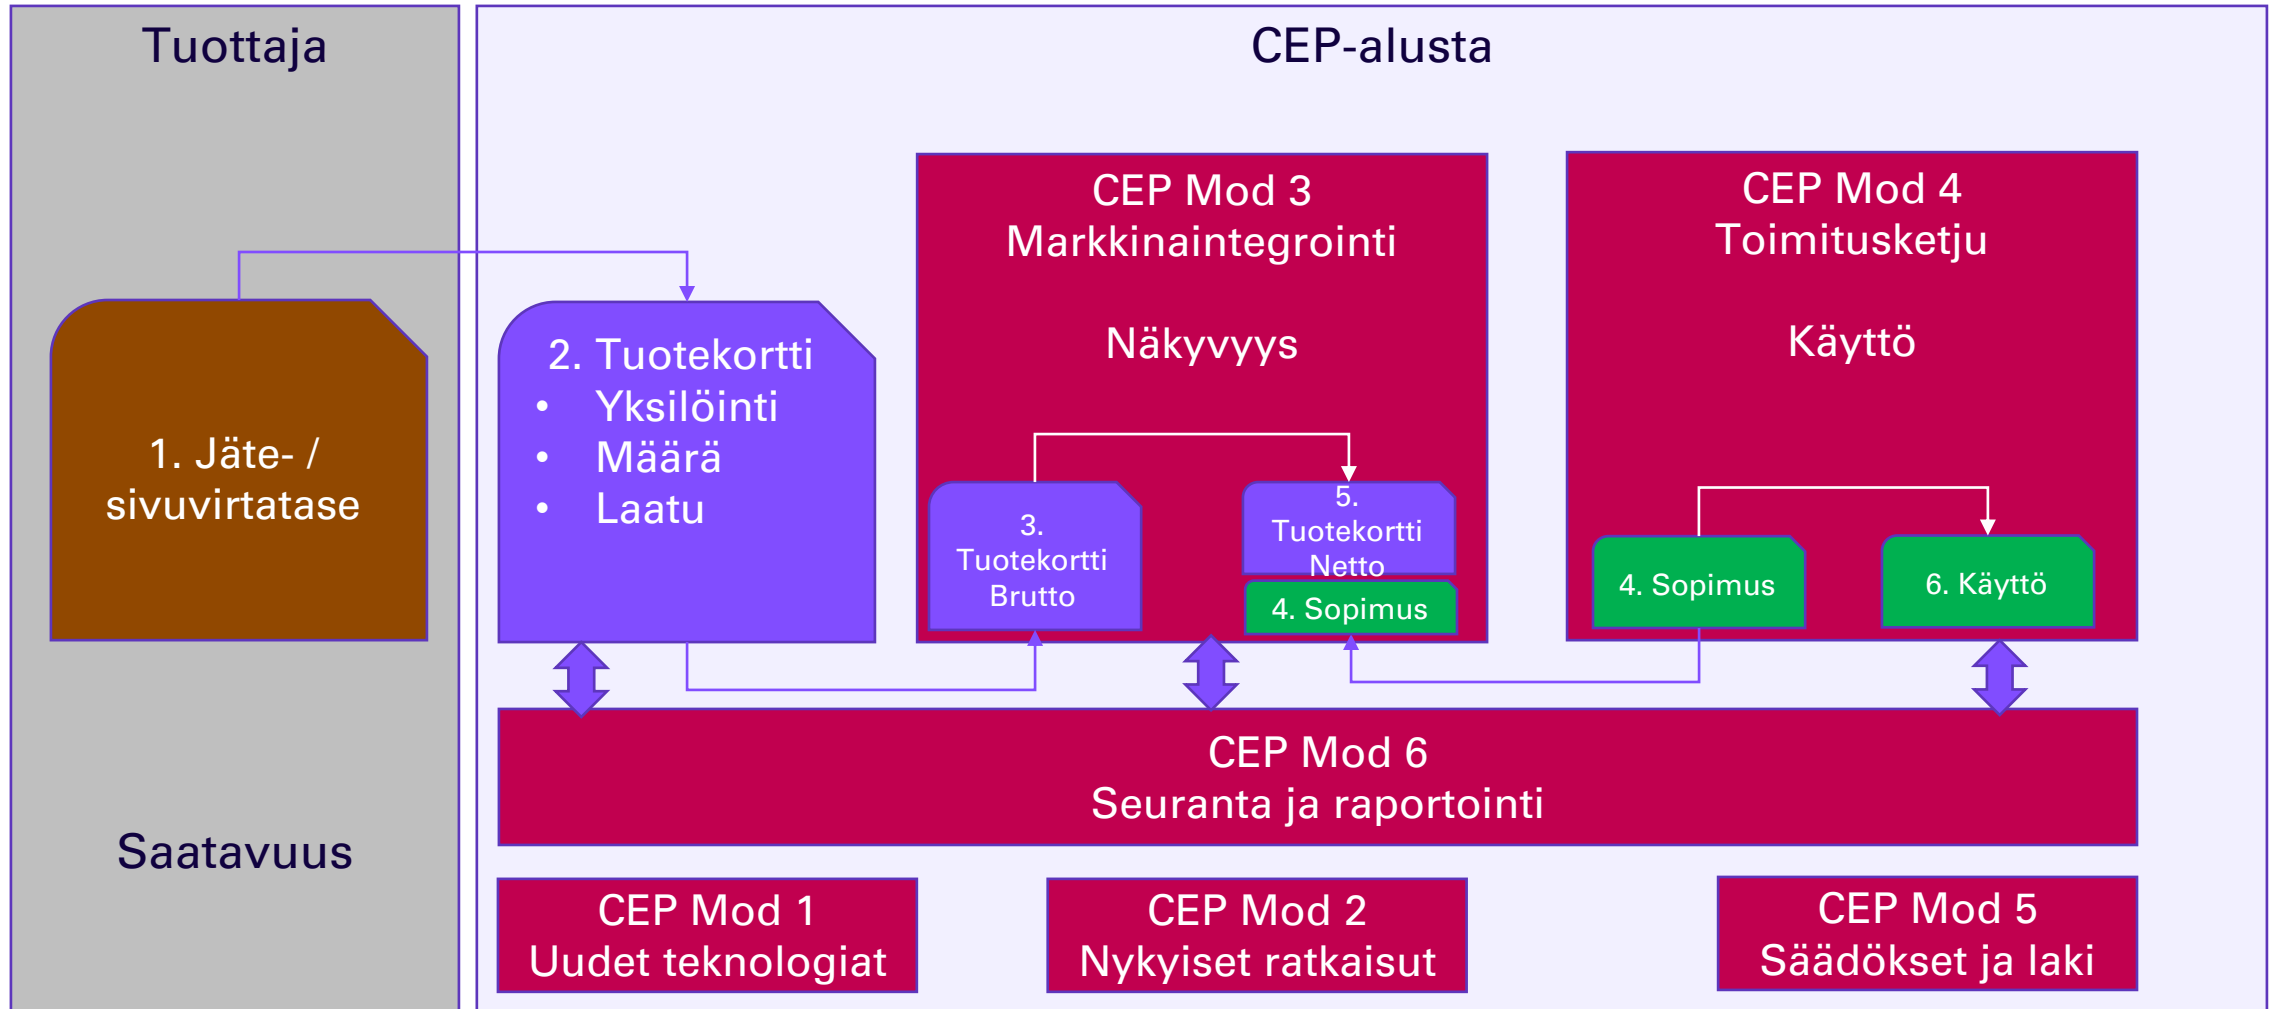 Tuottaja
1. Jäte- /
sivuvirtatase
Saatavuus
CEP-alusta
2. Tuotekortti
• Yksilöinti
• Määrä
• Laatu
CEP Mod 3
Markkinaintegrointi
Näkyvyys
3.
Tuotekortti
Brutto
5.
Tuotekortti
Netto
4. Sopimus
CEP Mod 4
Toimitusketju
Käyttö
4. Sopimus
6. Käyttö
CEP Mod 6
Seuranta ja raportointi
CEP Mod 1
Uudet teknologiat
CEP Mod 2
Nykyiset ratkaisut
CEP Mod 5
Säädökset ja laki